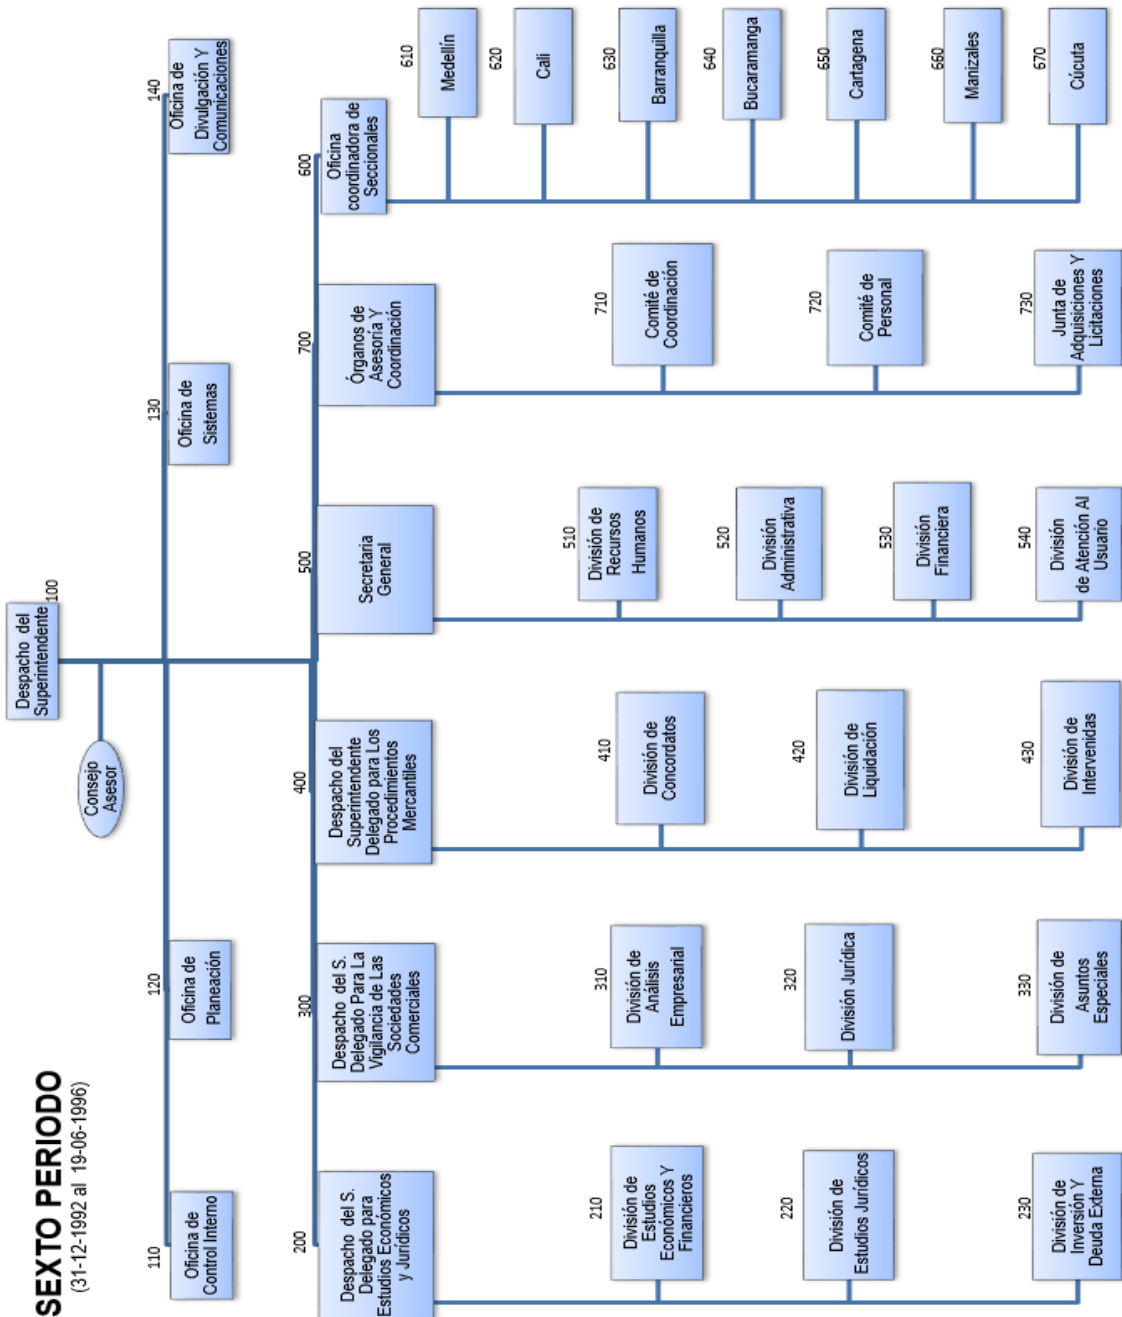 SEXTO PERIODO
(31-12-1992 al 19-06-1996)
Despacho del
Superintendente
100
Consejo
Asesor
110
Oficina de
Control Interno
120
Oficina de
Planeación
130
Oficina de
Sistemas
140
Oficina de
Divulgación Y
Comunicaciones
200
Despacho del S.
Delegado para
Estudios Económicos
y Jurídicos
210
División de
Estudios
Económicos Y
Financieros
220
División de
Estudios Jurídicos
230
División de
Inversión Y
Deuda Externa
300
Despacho del S.
Delegado Para La
Vigilancia de Las
Sociedades
Comerciales
310
División de
Análisis
Empresarial
320
División Jurídica
330
División de
Asuntos
Especiales
400
Despacho del
Superintendente
Delegado para Los
Procedimientos
Mercantiles
410
División de
Concordatos
420
División de
Liquidación
430
División de
Intervenidas
500
Secretaria
General
510
División de
Recursos
Humanos
520
División
Administrativa
530
División
Financiera
540
División
de Atención Al
Usuario
700
Órganos de
Asesoría Y
Coordinación
710
Comité de
Coordinación
720
Comité de
Personal
730
Junta de
Adquisiciones Y
Licitaciones
600
Oficina
coordinadora de
Seccionales
610
Medellín
620
Cali
630
Barranquilla
640
Bucaramanga
650
Cartagena
660
Manizales
670
Cúcuta